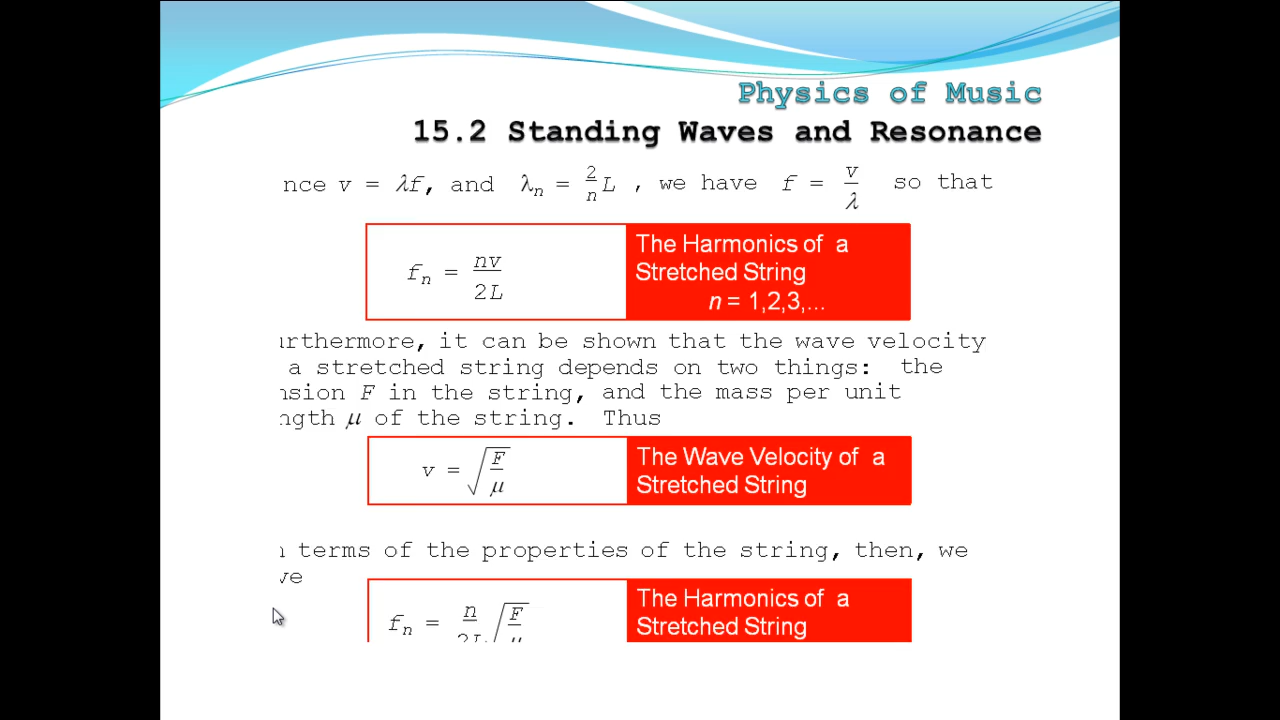 Physics of Music
15.2 Standing Waves and Resonance
nce v = λf, and λn = 2/n L , we have f = v/λ so that
fn = nv/2L
The Harmonics of a
Stretched String
n = 1,2,3,...
urthermore, it can be shown that the wave velocity
a stretched string depends on two things: the
nsion F in the string, and the mass per unit
ngth μ of the string. Thus
v = √F/μ
The Wave Velocity of a
Stretched String
terms of the properties of the string, then, we
ve
fn = n/2L √F/μ
The Harmonics of a
Stretched String